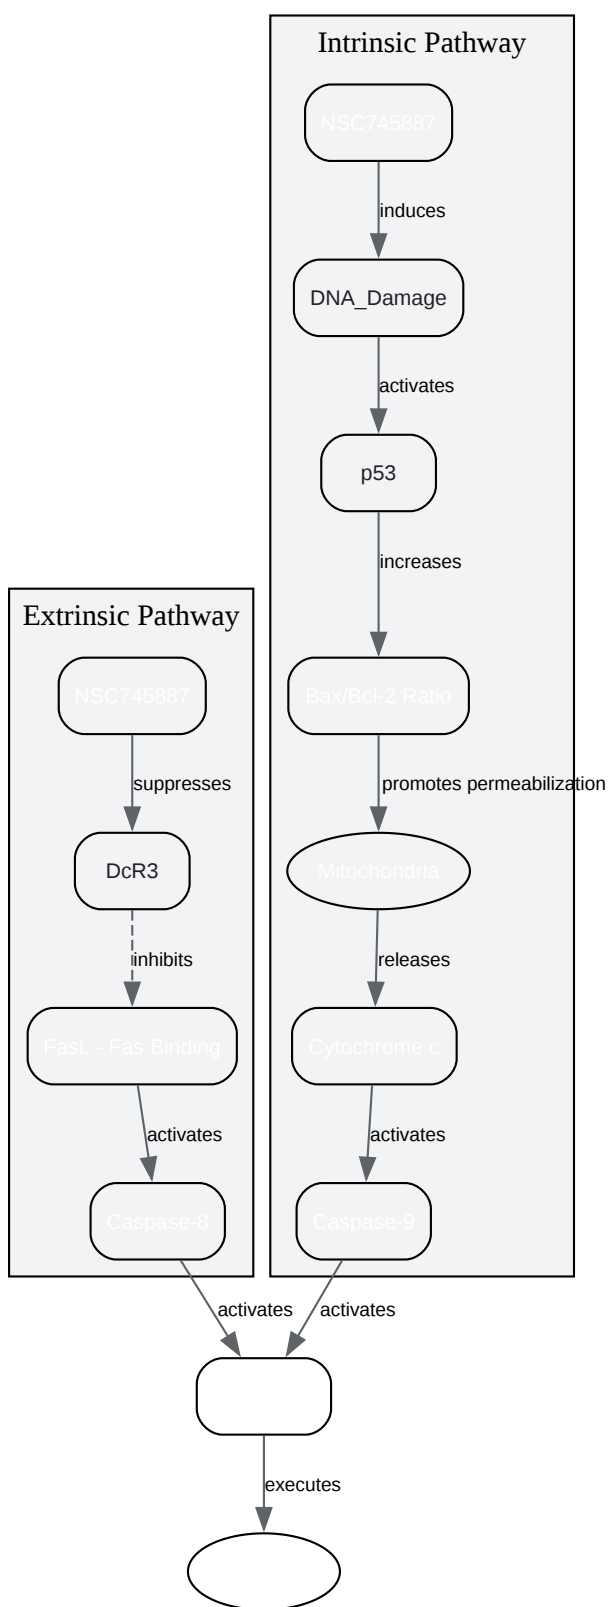 Intrinsic Pathway
NSC745887
induces
DNA_Damage
activates
p53
increases
Bax/Bcl-2 Ratio
promotes permeabilization
Mitochondria
releases
Cytochrome c
activates
Caspase-9
activates
Extrinsic Pathway
NSC745887
suppresses
DcR3
inhibits
FasL - Fas Binding
activates
Caspase-8
activates
executes